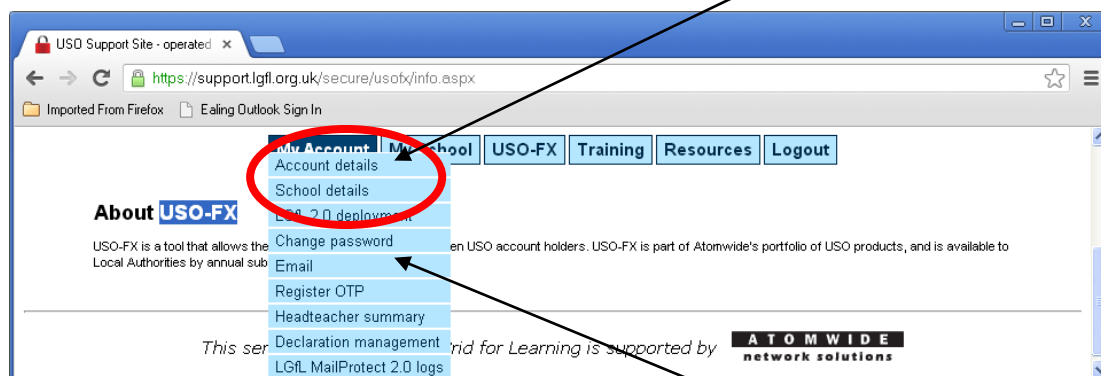 USO Support Site - operated
https://support.lgfl.org.uk/secure/usofx/info.aspx
Imported From Firefox Ealing Outlook Sign In
My Account My School USO-FX Training Resources Logout
Account details
School details
About USO-FX
LGfL 2.0 deployment
Change password
USO-FX is a tool that allows the en USO account holders. USO-FX is part of Atomwide's portfolio of USO products, and is available to
Local Authorities by annual sub
Email
Register OTP
Headteacher summary
Declaration management
This ser rid for Learning is supported by
ATOMWIDE
network solutions
LGfL MailProtect 2.0 logs